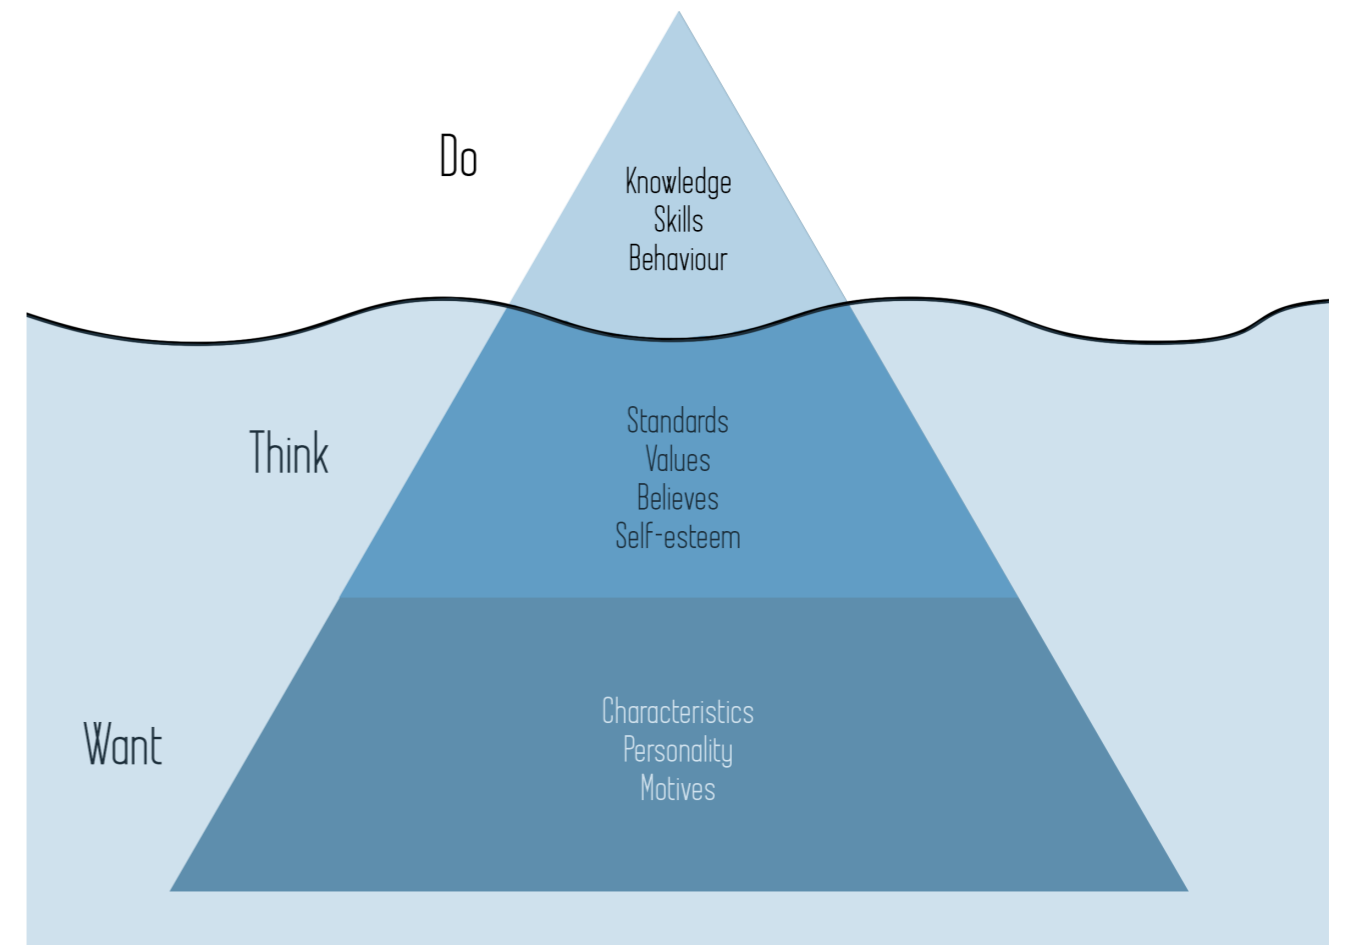 Do
Knowledge
Skills
Behaviour
Think
Standards
Values
Believes
Self-esteem
Want
Characteristics
Personality
Motives